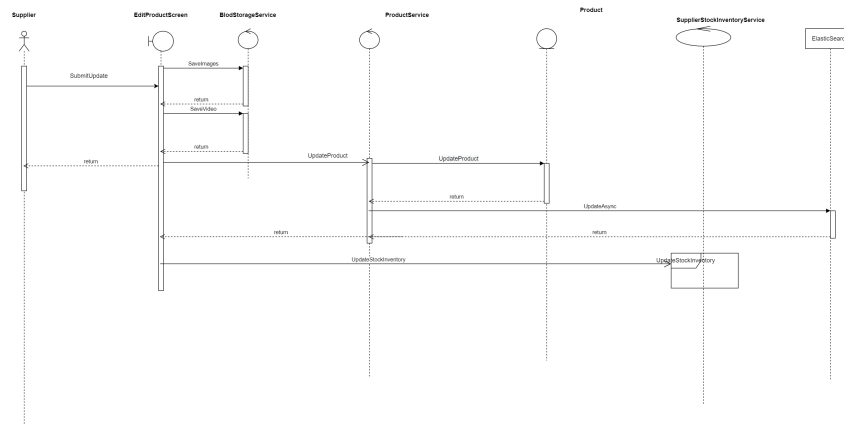 Supplier
EditProductScreen
BlodStorageService
ProductService
Product
SupplierStockInventoryService
ElasticSearc
SaveImages
SubmitUpdate
return
SaveVideo
return
UpdateProduct
UpdateProduct
return
return
UpdateAsync
return
return
UpdateStockInventory
UpdateStockInventory